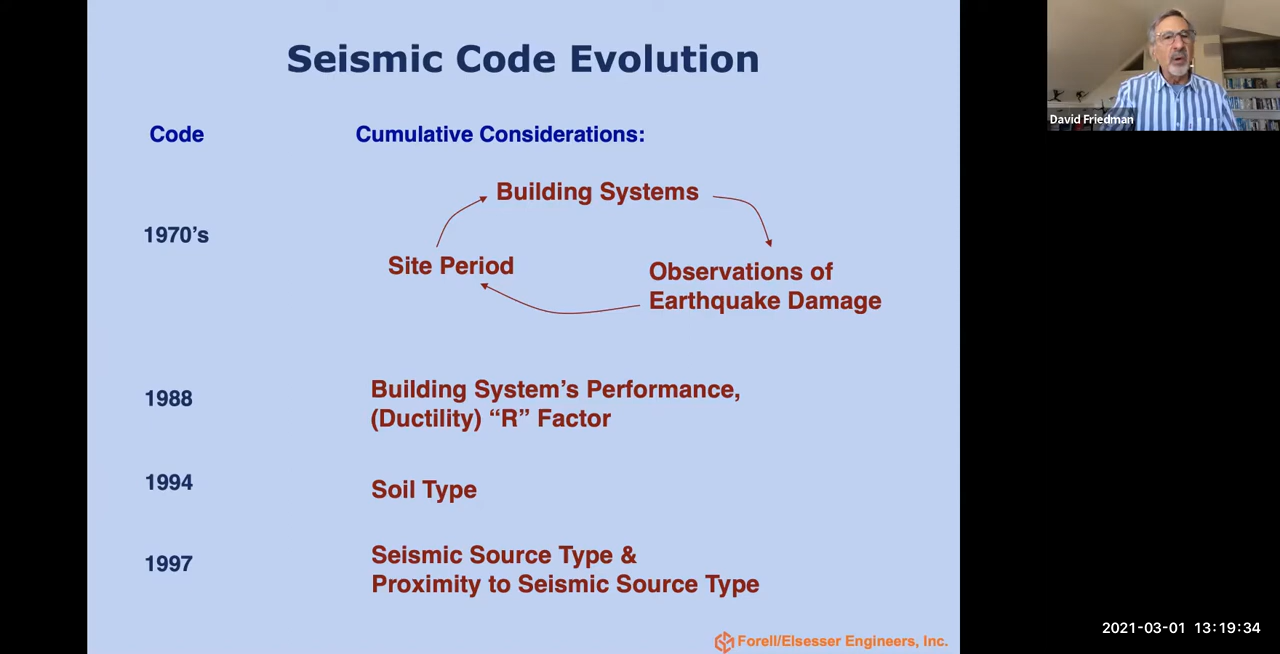 Seismic Code Evolution
Code
Cumulative Considerations:
1970's
Building Systems
Site Period
Observations of
Earthquake Damage
1988
Building System’s Performance,
(Ductility) “R” Factor
1994
Soil Type
1997
Seismic Source Type &
Proximity to Seismic Source Type
Forell/Elsesser Engineers, Inc.
David Friedman
2021-03-01 13:19:34